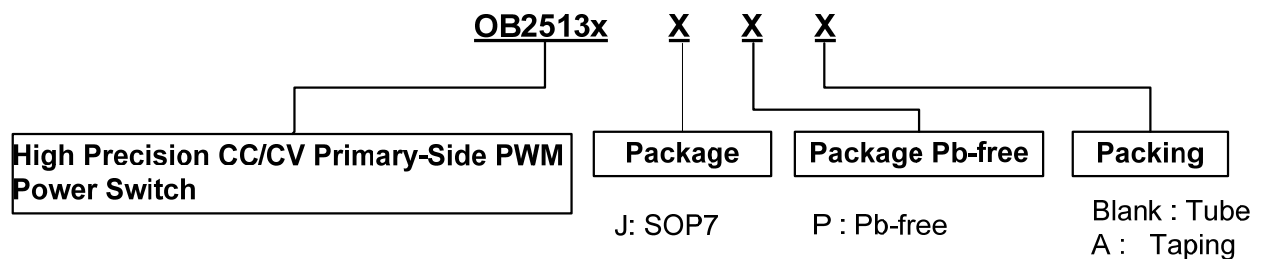 OB2513x X X X
High Precision CC/CV Primary-Side PWM
Power Switch
Package
Package Pb-free
Packing
J: SOP7
P : Pb-free
Blank : Tube
A : Taping